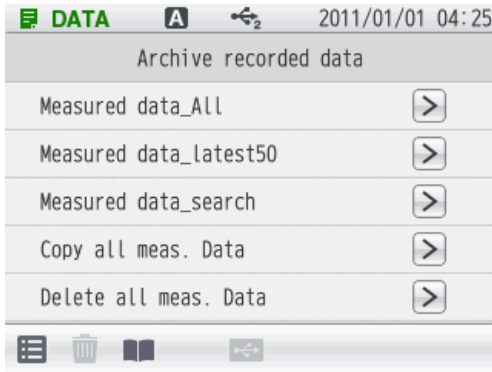 DATA A 2 2011/01/01 04:25
Archive recorded data
Measured data_All
Measured data_latest50
Measured data_search
Copy all meas. Data
Delete all meas. Data